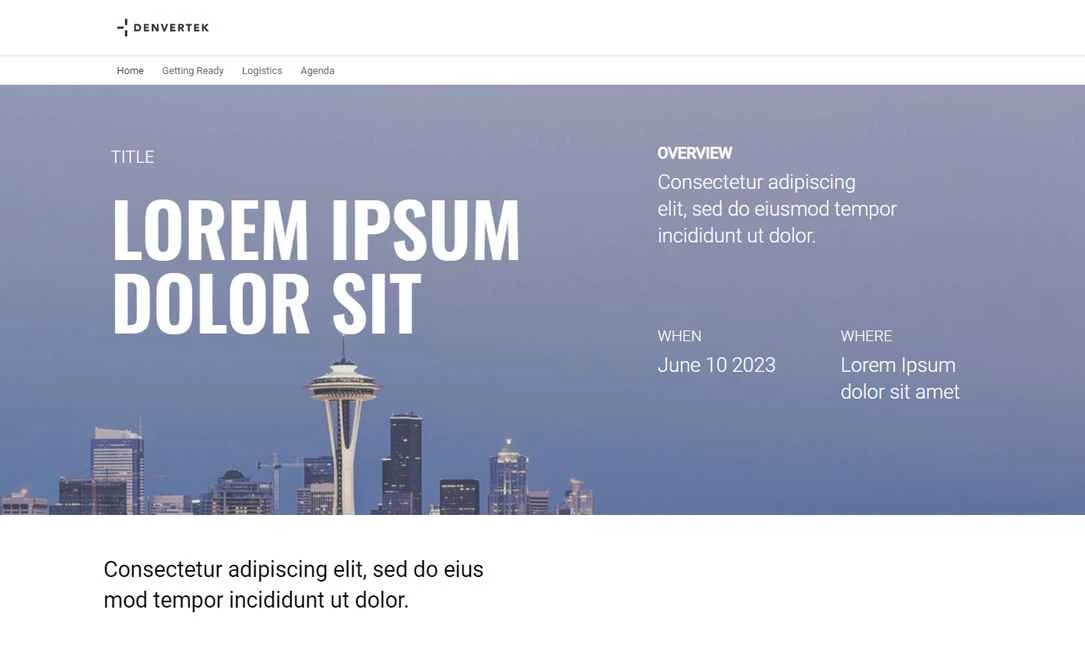 DENVERTEK
Home Getting Ready Logistics Agenda
TITLE
LOREM IPSUM
DOLOR SIT
OVERVIEW
Consectetur adipiscing
elit, sed do eiusmod tempor
incididunt ut dolor.
WHEN
June 10 2023
WHERE
Lorem Ipsum
dolor sit amet
Consectetur adipiscing elit, sed do eius
mod tempor incididunt ut dolor.